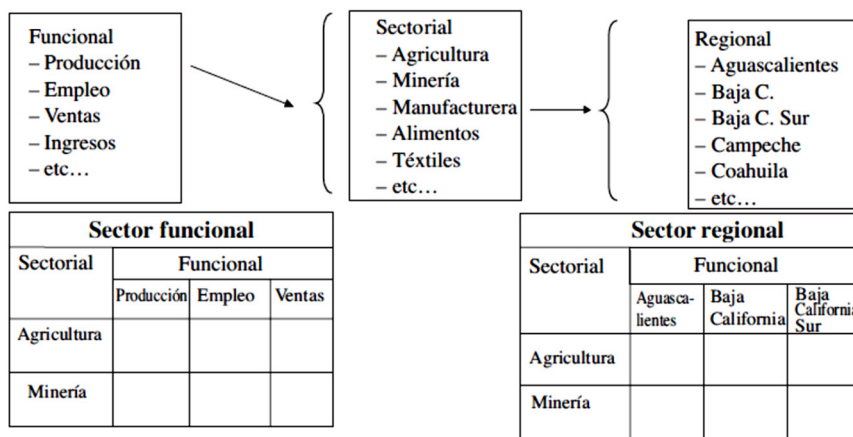 Funcional
– Producción
– Empleo
– Ventas
– Ingresos
– etc…
Sectorial
– Agricultura
– Minería
– Manufacturera
– Alimentos
– Téxtiles
– etc…
Regional
– Aguascalientes
– Baja C.
– Baja C. Sur
– Campeche
– Coahuila
– etc…
Sector funcional
Sectorial
Funcional
Producción Empleo Ventas
Agricultura
Minería
Sector regional
Sectorial
Funcional
Aguasca-
lientes
Baja
California
Baja
California
Sur
Agricultura
Minería